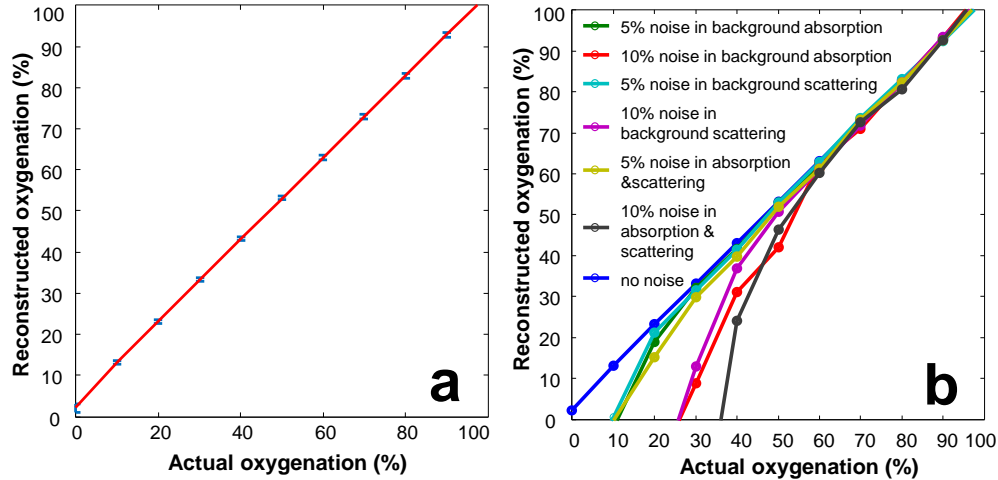 100
90
80
70
60
50
40
30
20
10
0
Reconstructed oxygenation (%)
0
20
40
60
80
100
Actual oxygenation (%)
a
100
90
80
70
60
50
40
30
20
10
0
Reconstructed oxygenation (%)
5% noise in background absorption
10% noise in background absorption
5% noise in background scattering
10% noise in
background scattering
5% noise in absorption
&scattering
10% noise in
absorption &
scattering
no noise
0
10
20
30
40
50
60
70
80
90
100
Actual oxygenation (%)
b